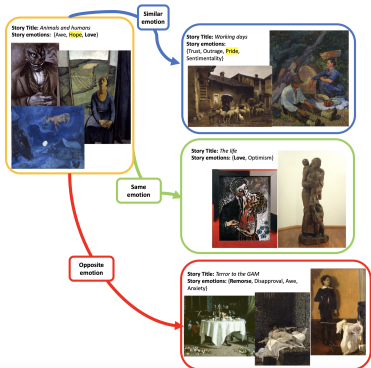 Story Title: Animals and humans
Story emotions: {Awe, Hope, Love}
Similar
emotion
Story Title: Working days
Story emotions:
{Trust, Outrage, Pride,
Sentimentality}
Same
emotion
Story Title: The life
Story emotions: {Love, Optimism}
Opposite
emotion
Story Title: Terror to the GAM
Story emotions: {Remorse, Disapproval, Awe,
Anxiety}